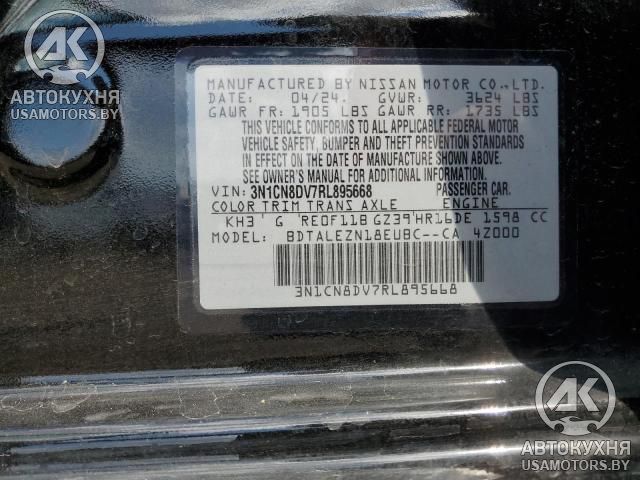 AK
АВТОКУХНЯ
USAMOTORS.BY
MANUFACTURED BY NISSAN MOTOR CO.,LTD.
DATE: 04/24. GVWR: 3624 LBS
GAWR FR: 1905 LBS GAWR RR: 1735 LBS
THIS VEHICLE CONFORMS TO ALL APPLICABLE FEDERAL MOTOR
VEHICLE SAFETY, BUMPER AND THEFT PREVENTION STANDARDS
IN EFFECT ON THE DATE OF MANUFACTURE SHOWN ABOVE.
SEE OWNER'S MANUAL FOR ADDITIONAL INFORMATION.
VIN: 3N1CN8DV7RL895668 PASSENGER CAR.
COLOR TRIM TRANS AXLE ENGINE
KH3 ' G 'RE0F11B GZ39'HR16DE 1598 CC
MODEL: BDTALEZN18EUBC--CA 4Z000
3N1CN8DV7RL895668
AK
АВТОКУХНЯ
USAMOTORS.BY